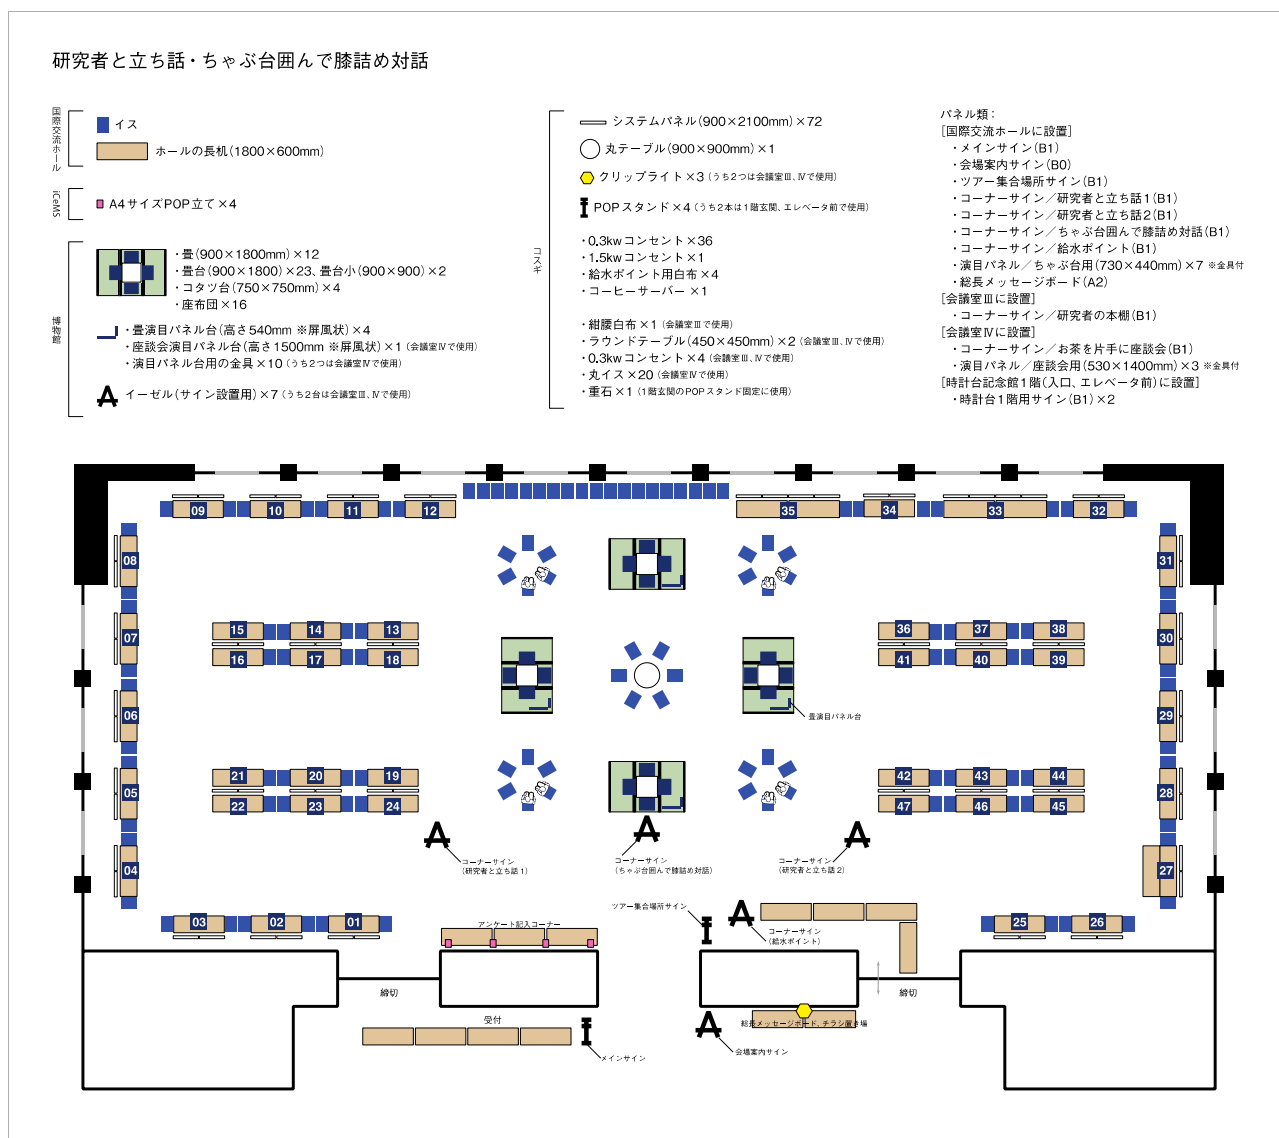 研究者と立ち話・ちゃぶ台囲んで膝詰め対話
国際交流ホール
イス
ホールの長机(1800×600mm)
iCeMS
A4サイズPOP立て×4
博物館
・畳(900×1800mm)×12
・畳台(900×1800)×23、畳台小(900×900)×2
・コタツ台(750×750mm)×4
・座布団×16
・畳演目パネル台(高さ540mm ※屏風状)×4
・座談会演目パネル台(高さ1500mm ※屏風状)×1(会議室Ⅳで使用)
・演目パネル台用の金具×10(うち2つは会議室Ⅳで使用)
イーゼル(サイン設置用)×7(うち2台は会議室Ⅲ、Ⅳで使用)
コスギ
システムパネル(900×2100mm)×72
丸テーブル(900×900mm)×1
クリップライト×3(うち2つは会議室Ⅲ、Ⅳで使用)
POPスタンド×4(うち2本は1階玄関、エレベータ前で使用)
・0.3kwコンセント×36
・1.5kwコンセント×1
・給水ポイント用白布×4
・コーヒーサーバー×1
・紺腰白布×1(会議室Ⅲで使用)
・ラウンドテーブル(450×450mm)×2(会議室Ⅲ、Ⅳで使用)
・0.3kwコンセント×4(会議室Ⅲ、Ⅳで使用)
・丸イス×20(会議室Ⅳで使用)
・重石×1(1階玄関のPOPスタンド固定に使用)
パネル類：
[国際交流ホールに設置]
・メインサイン(B1)
・会場案内サイン(B0)
・ツアー集合場所サイン(B1)
・コーナーサイン／研究者と立ち話1(B1)
・コーナーサイン／研究者と立ち話2(B1)
・コーナーサイン／ちゃぶ台囲んで膝詰め対話(B1)
・コーナーサイン／給水ポイント(B1)
・演目パネル／ちゃぶ台用(730×440mm)×7 ※金具付
・総長メッセージボード(A2)
[会議室Ⅲに設置]
・コーナーサイン／研究者の本棚(B1)
[会議室Ⅳに設置]
・コーナーサイン／お茶を片手に座談会(B1)
・演目パネル／座談会用(530×1400mm)×3 ※金具付
[時計台記念館1階(入口、エレベータ前)に設置]
・時計台1階用サイン(B1)×2
09 10 11 12 35 34 33 32
08 31
15 14 13 36 37 38
07 30
16 17 18 41 40 39
06 29
畳演目パネル台
21 20 19 42 43 44
05 28
22 23 24 47 46 45
コーナーサイン
(研究者と立ち話1)
コーナーサイン
(ちゃぶ台囲んで膝詰め対話)
コーナーサイン
(研究者と立ち話2)
04 27
ツアー集合場所サイン
03 02 01
アンケート記入コーナー
コーナーサイン
(給水ポイント)
25 26
締切
締切
受付
総長メッセージボード、チラシ置き場
メインサイン
会場案内サイン